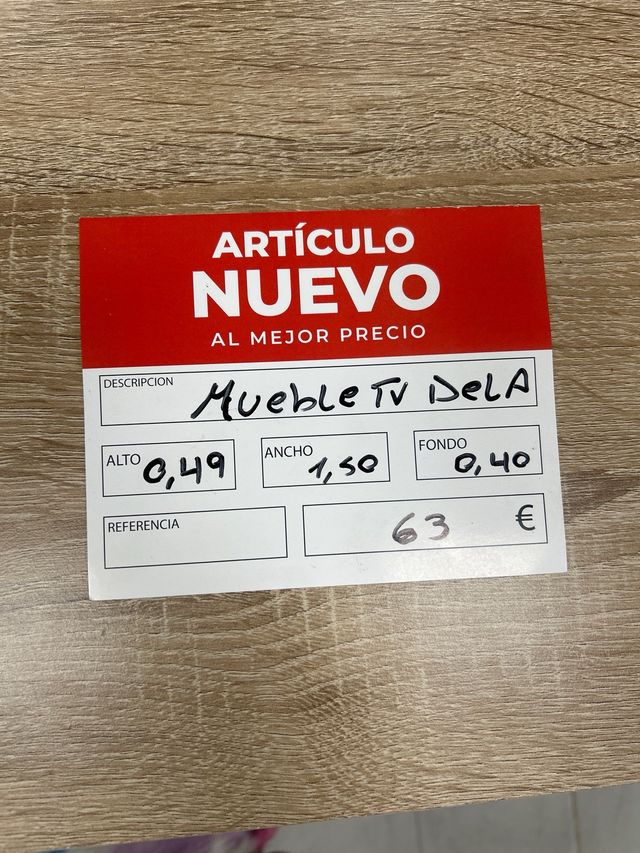 ARTÍCULO
NUEVO
AL MEJOR PRECIO
DESCRIPCION Mueble TV DelA
ALTO 0,49 ANCHO 1,50 FONDO 0,40
REFERENCIA 63 €